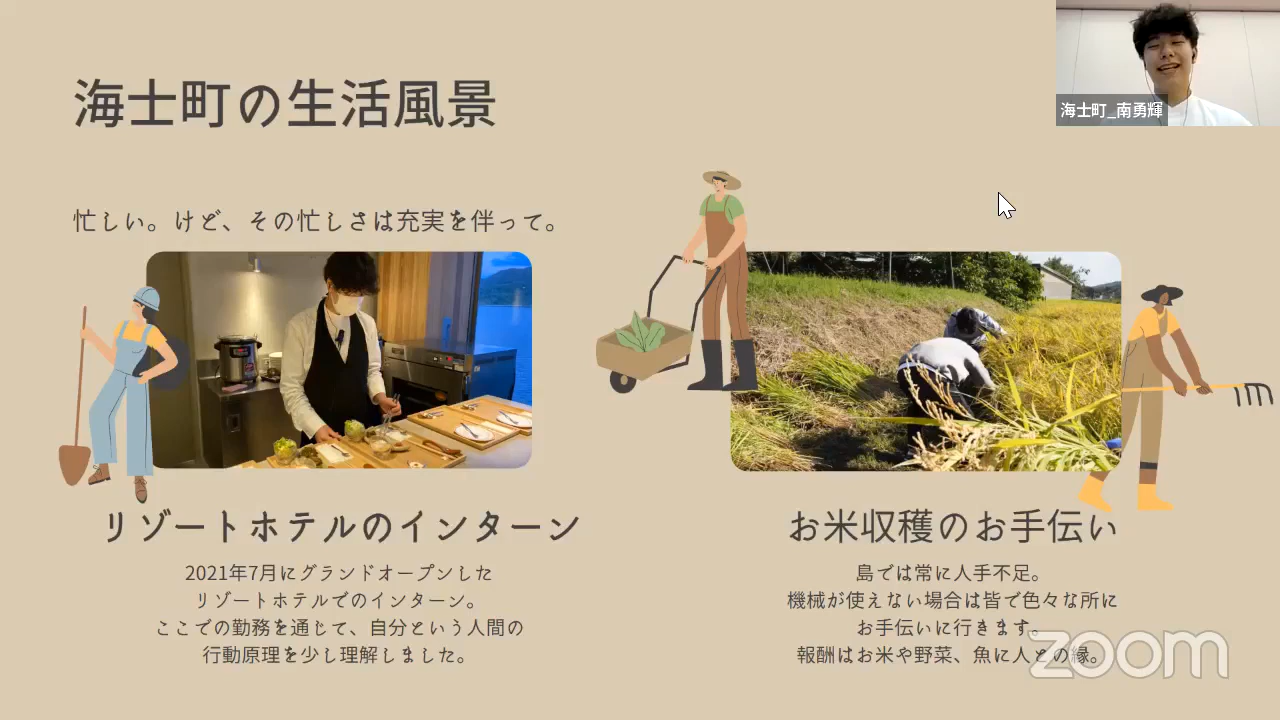 海士町の生活風景
海士町_南勇輝
忙しい。けど、その忙しさは充実を伴って。
リゾートホテルのインターン
2021年7月にグランドオープンした
リゾートホテルでのインターン。
ここでの勤務を通じて、自分という人間の
行動原理を少し理解しました。
お米収穫のお手伝い
島では常に人手不足。
機械が使えない場合は皆で色々な所に
お手伝いに行きます。
報酬はお米や野菜、魚に人との縁。
zoom